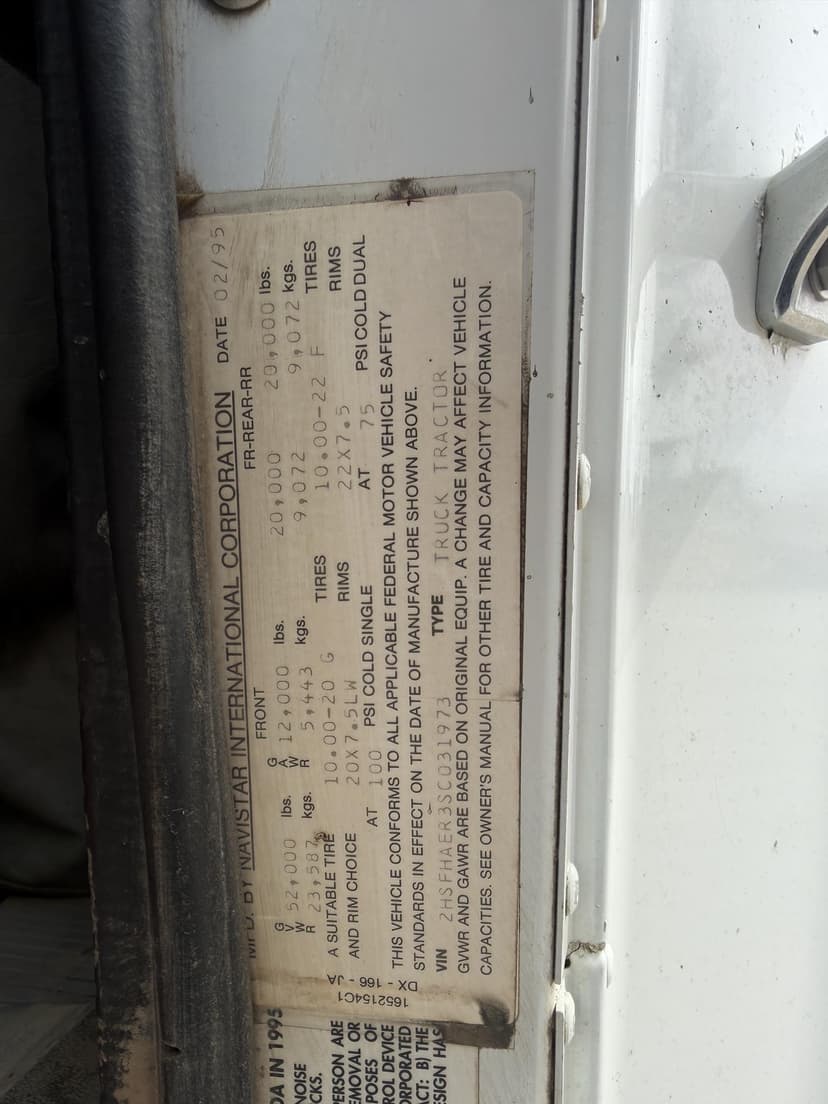 MFD. BY NAVISTAR INTERNATIONAL CORPORATION DATE 02/95
FRONT FR-REAR-RR
GVWR 52,000 lbs. GAWR 12,000 lbs. 20,000 20,000 lbs.
23,587 kgs. 5,443 kgs. 9,072 9,072 kgs.
A SUITABLE TIRE 10.00-20 G TIRES 10.00-22 F TIRES
AND RIM CHOICE 20X7.5LW RIMS 22X7.5 RIMS
AT 100 PSI COLD SINGLE AT 75 PSI COLD DUAL
THIS VEHICLE CONFORMS TO ALL APPLICABLE FEDERAL MOTOR VEHICLE SAFETY
STANDARDS IN EFFECT ON THE DATE OF MANUFACTURE SHOWN ABOVE.
VIN 2HSFHAER3SC031973 TYPE TRUCK TRACTOR
GVWR AND GAWR ARE BASED ON ORIGINAL EQUIP. A CHANGE MAY AFFECT VEHICLE
CAPACITIES. SEE OWNER'S MANUAL FOR OTHER TIRE AND CAPACITY INFORMATION.
1652154C1
DX - 166 - JA
DA IN 1995
NOISE
CKS.
PERSON ARE
EMOVAL OR
POSES OF
ROL DEVICE
ORPORATED
ACT: B) THE
ESIGN HAS